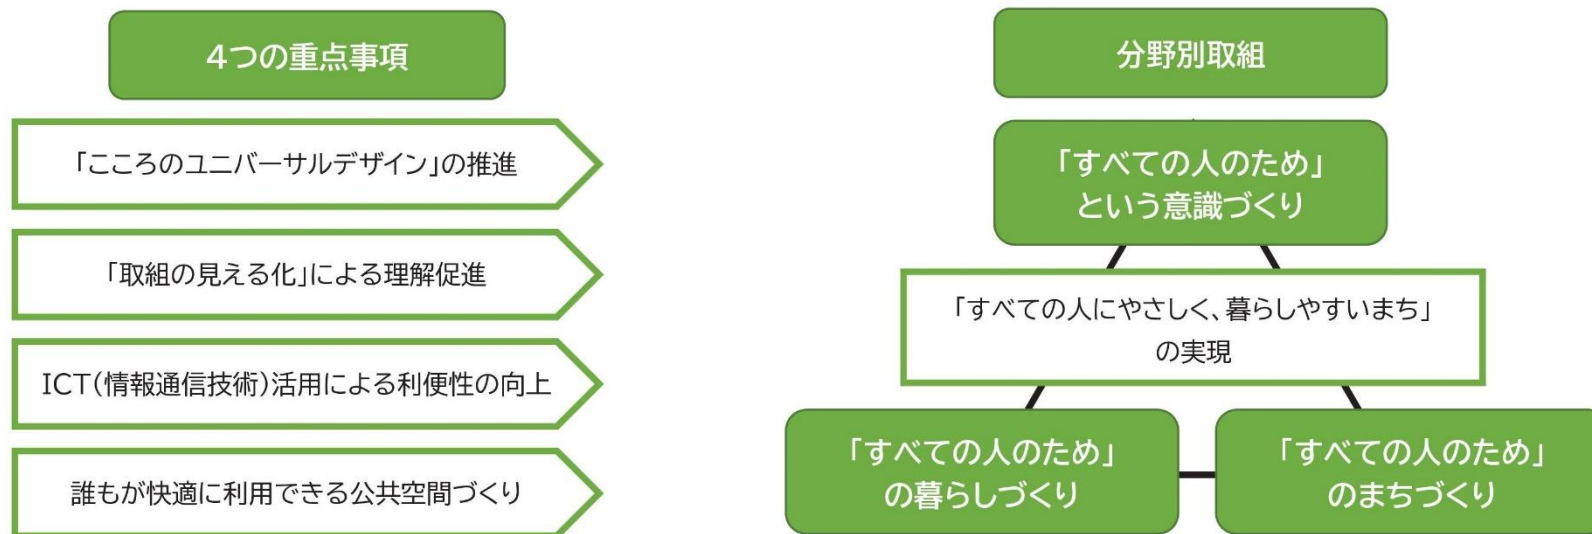 4つの重点事項
「こころのユニバーサルデザイン」の推進
「取組の見える化」による理解促進
ICT(情報通信技術)活用による利便性の向上
誰もが快適に利用できる公共空間づくり
分野別取組
「すべての人のため」
という意識づくり
「すべての人にやさしく、暮らしやすいまち」
の実現
「すべての人のため」
の暮らしづくり
「すべての人のため」
のまちづくり